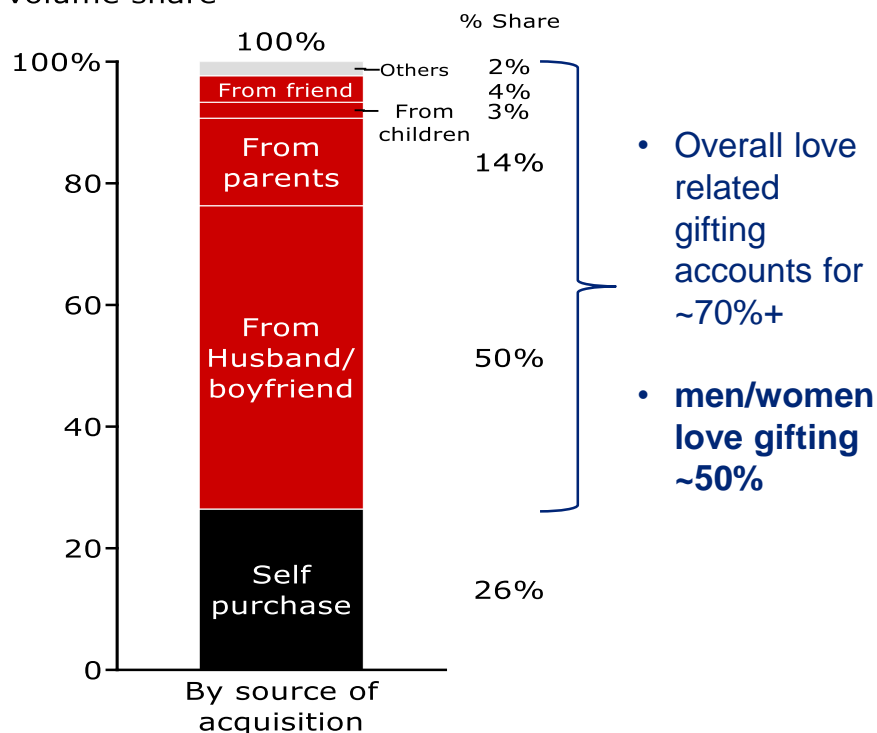 volume share
% Share
100%
100%
Others
2%
From friend
4%
From
children
3%
From
parents
14%
80
60
From
Husband/
boyfriend
50%
40
20
Self
purchase
26%
0
By source of
acquisition
• Overall love
related
gifting
accounts for
~70%+
• men/women
love gifting
~50%